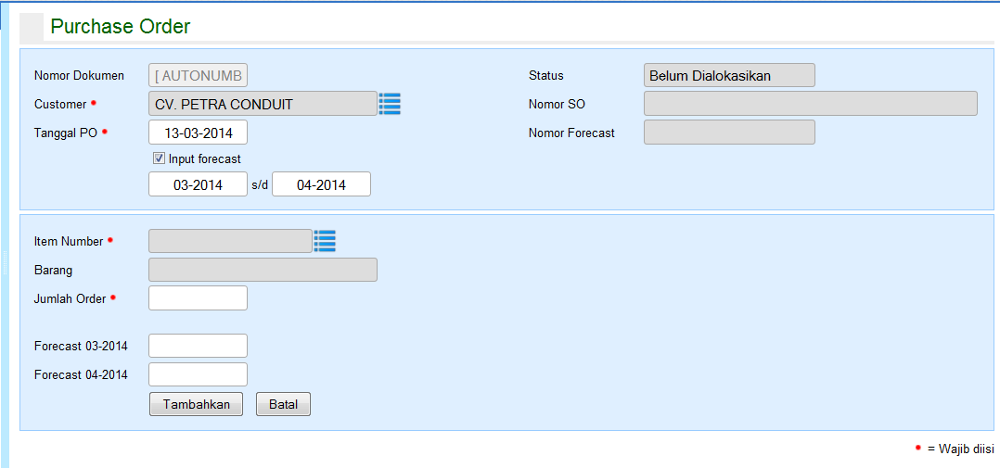 Purchase Order
Nomor Dokumen [ AUTONUMB Status Belum Dialokasikan
Customer CV. PETRA CONDUIT Nomor SO
Tanggal PO 13-03-2014 Nomor Forecast
Input forecast
03-2014 s/d 04-2014
Item Number
Barang
Jumlah Order
Forecast 03-2014
Forecast 04-2014
Tambahkan Batal
= Wajib diisi